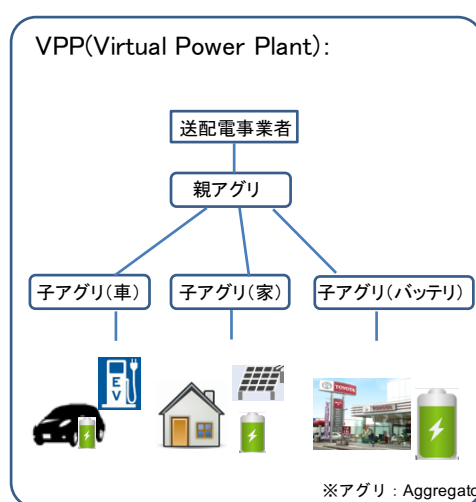 VPP(Virtual Power Plant):
送配電事業者
親アグリ
子アグリ(車)
子アグリ(家)
子アグリ(バッテリ)
EV
TOYOTA
※アグリ：Aggregato